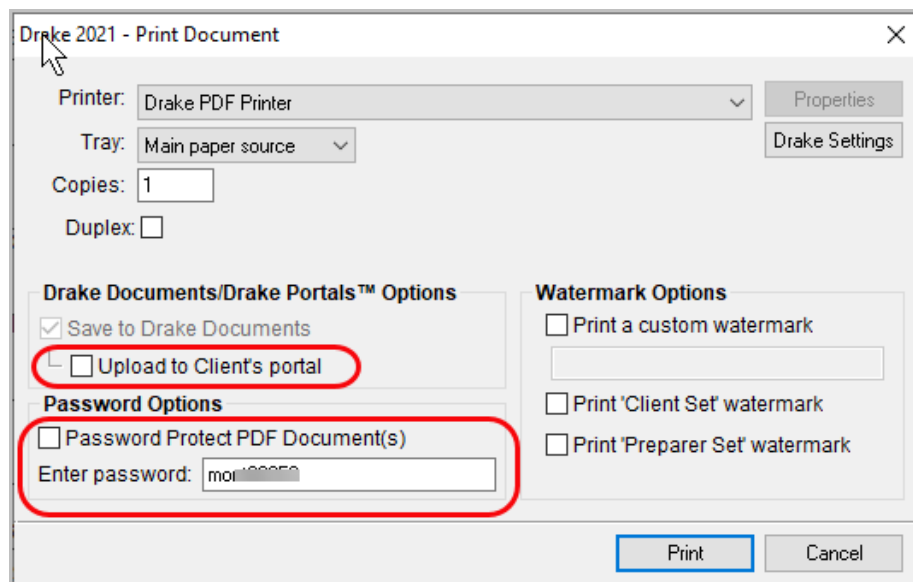 Drake 2021 - Print Document
Printer: Drake PDF Printer
Properties
Tray: Main paper source
Drake Settings
Copies: 1
Duplex:
Drake Documents/Drake Portals™ Options
Save to Drake Documents
Upload to Client's portal
Password Options
Password Protect PDF Document(s)
Enter password:
Watermark Options
Print a custom watermark
Print 'Client Set' watermark
Print 'Preparer Set' watermark
Print
Cancel